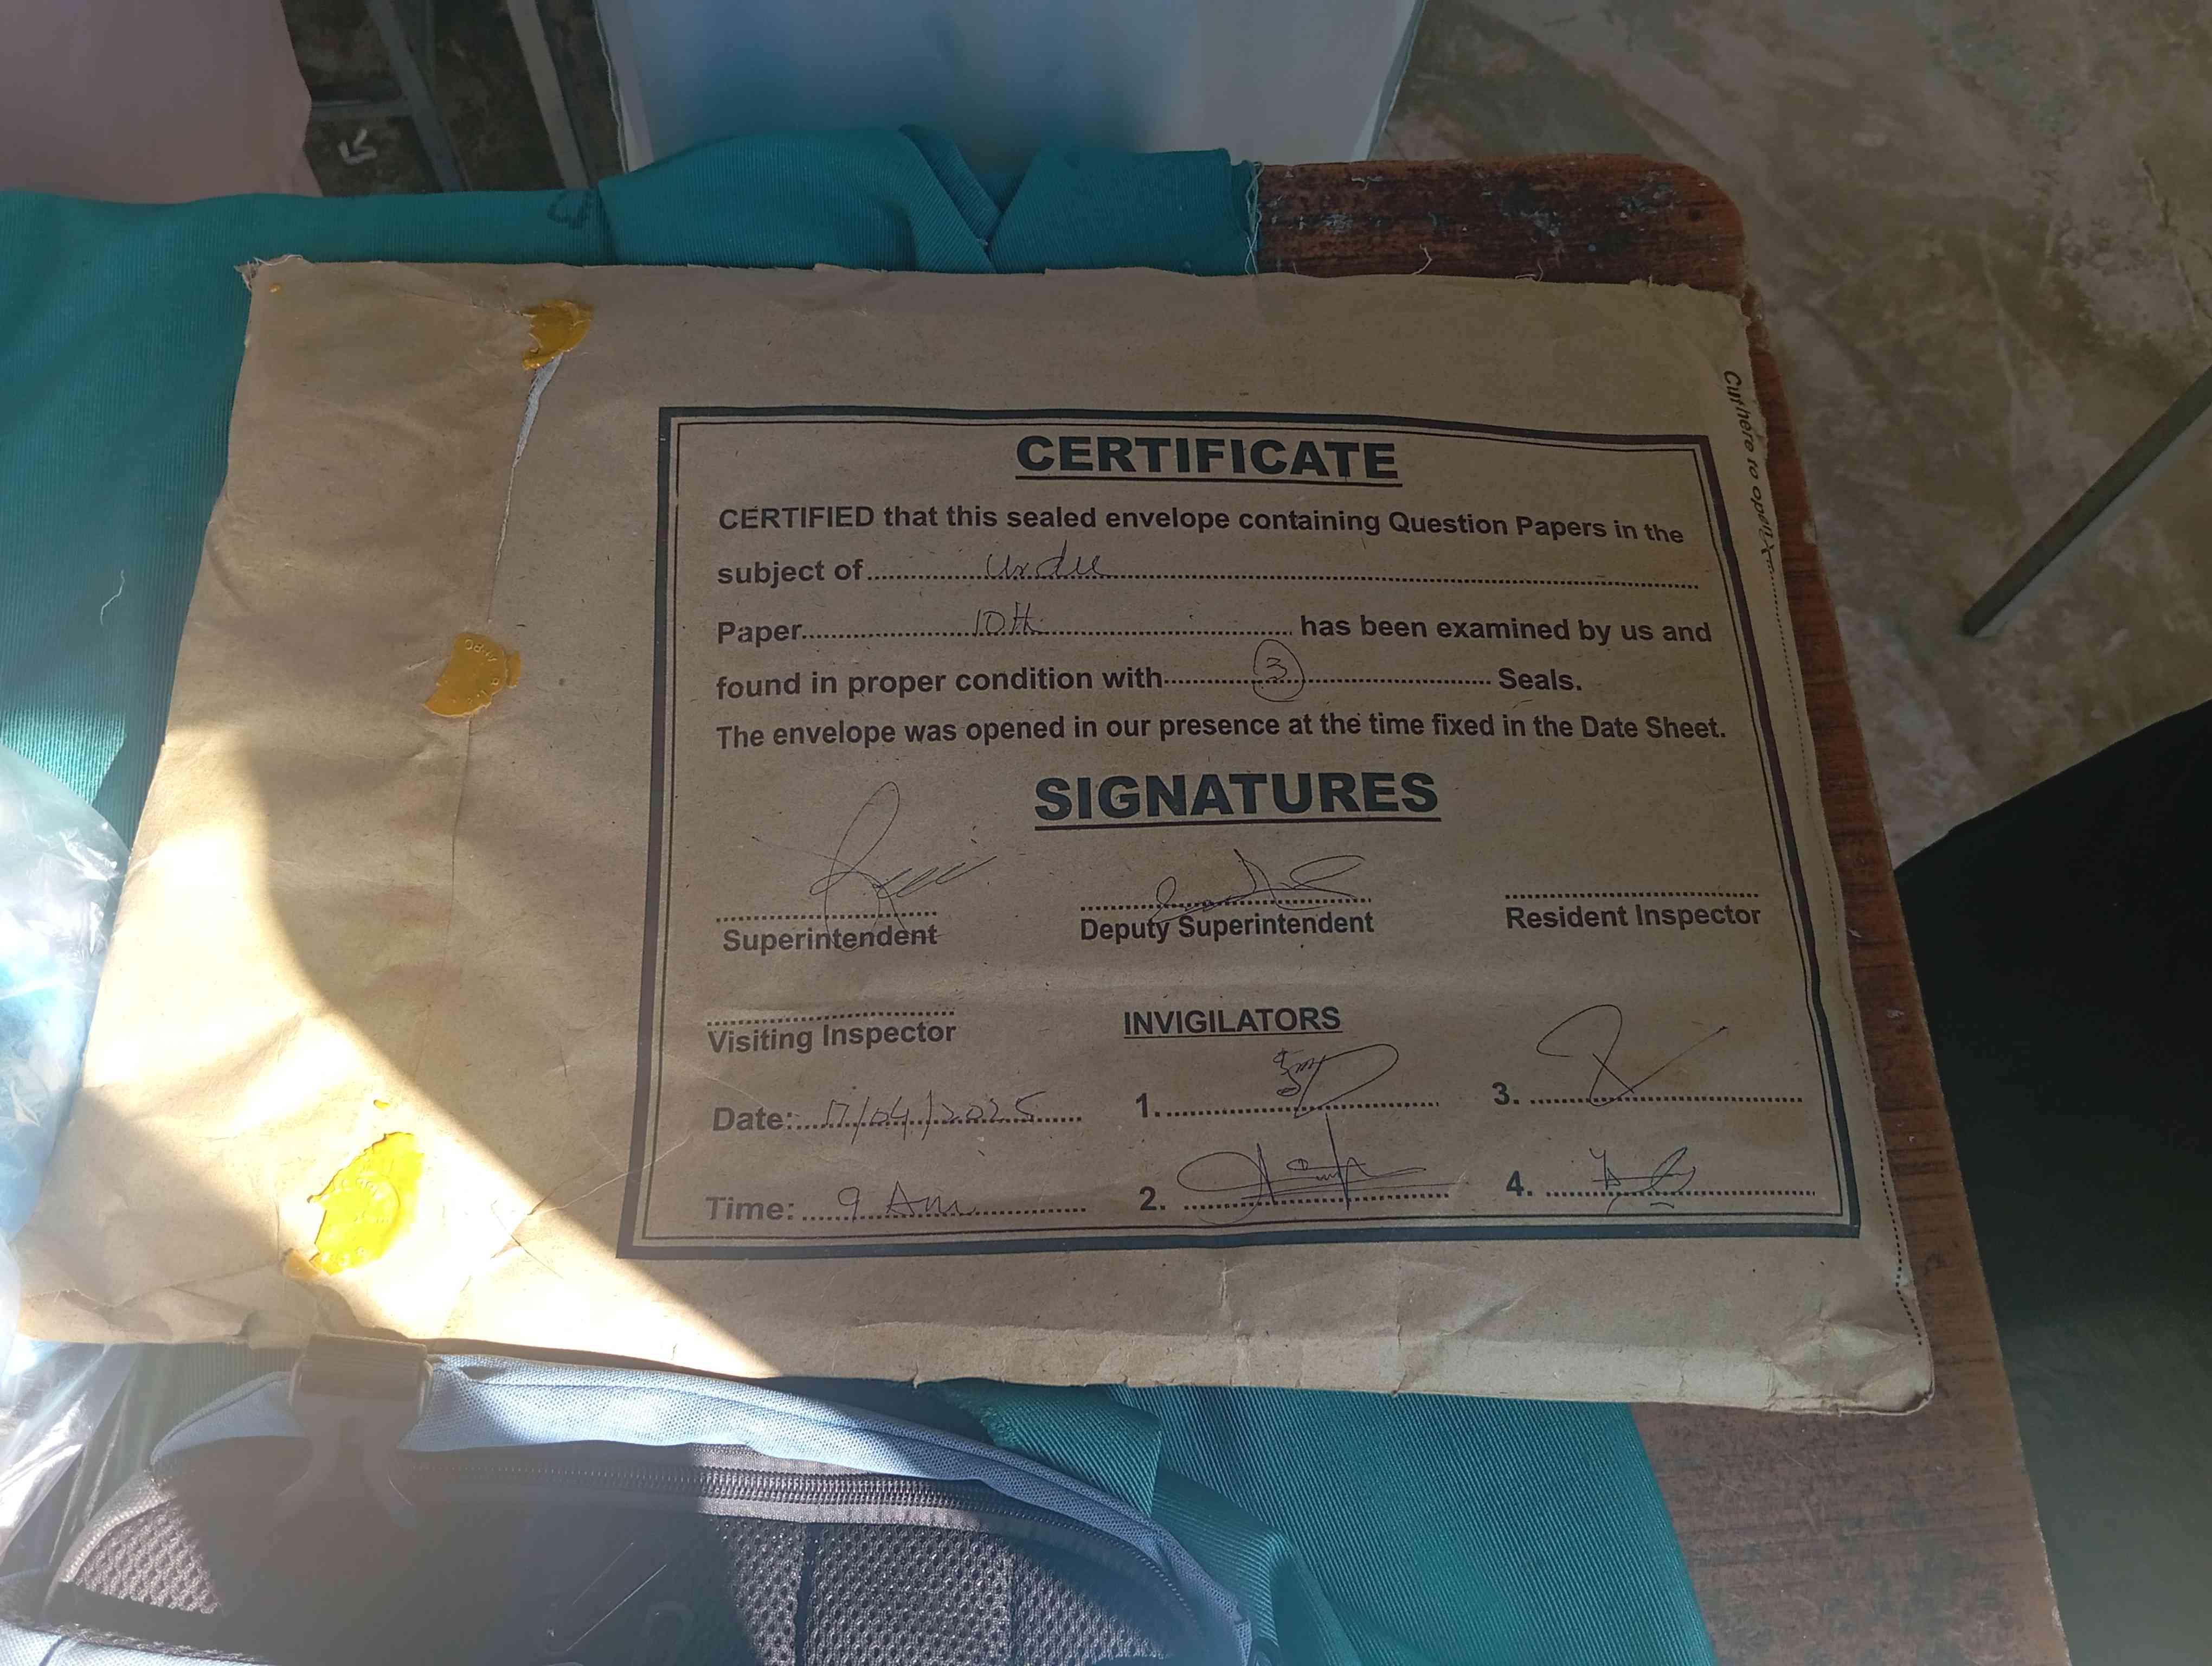 CERTIFICATE
CERTIFIED that this sealed envelope containing Question Papers in the
subject of........Urdu........
Paper........10th........ has been examined by us and
found in proper condition with........3........ Seals.
The envelope was opened in our presence at the time fixed in the Date Sheet.
SIGNATURES
Superintendent Deputy Superintendent Resident Inspector
Visiting Inspector INVIGILATORS
Date:...17/04/2025... 1. 3.
Time:...9 Am... 2. 4.
Cut here to open